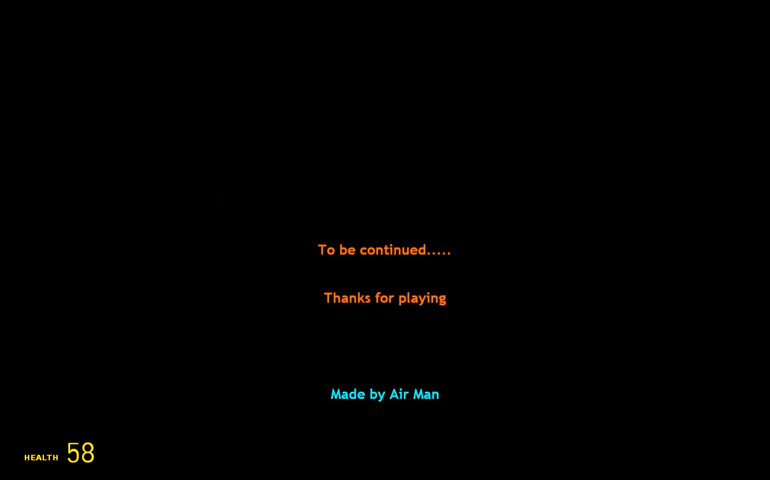 To be continued.....
Thanks for playing
Made by Air Man
HEALTH 58